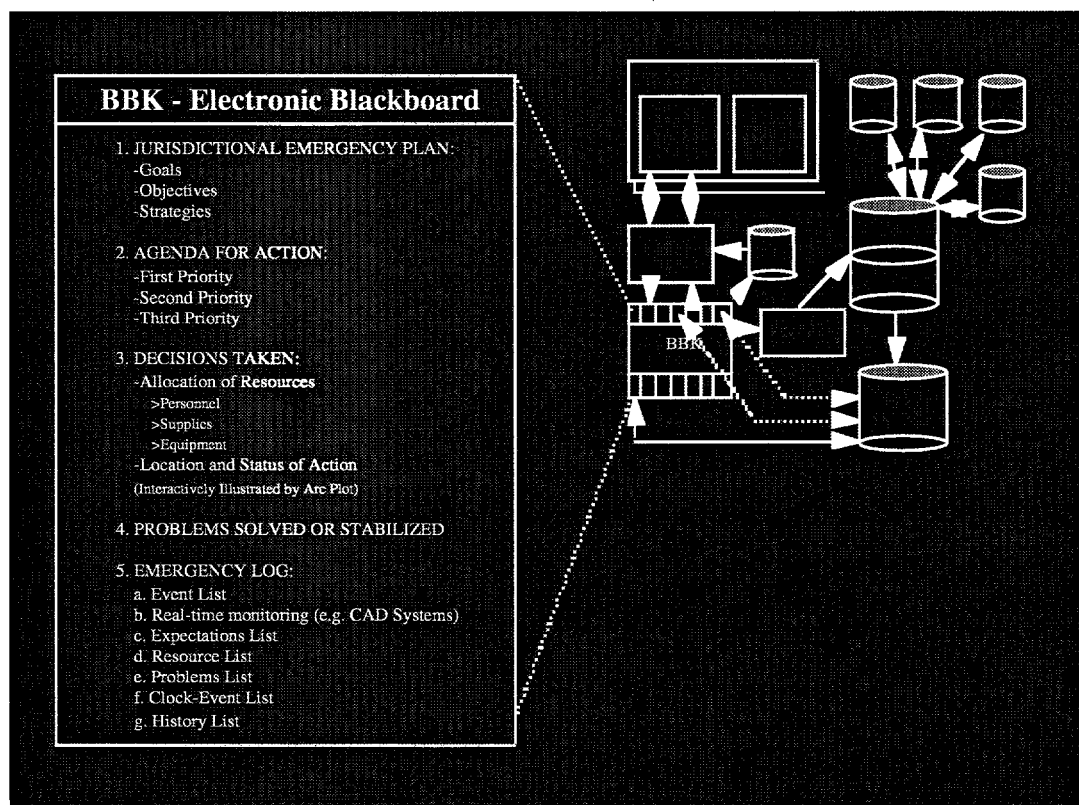 BBK - Electronic Blackboard
1. JURISDICTIONAL EMERGENCY PLAN:
-Goals
-Objectives
-Strategies
2. AGENDA FOR ACTION:
-First Priority
-Second Priority
-Third Priority
3. DECISIONS TAKEN:
-Allocation of Resources
>Personnel
>Supplies
>Equipment
-Location and Status of Action
(Interactively Illustrated by Arc Plot)
4. PROBLEMS SOLVED OR STABILIZED
5. EMERGENCY LOG:
a. Event List
b. Real-time monitoring (e.g. CAD Systems)
c. Expectations List
d. Resource List
e. Problems List
f. Clock-Event List
g. History List
BBK